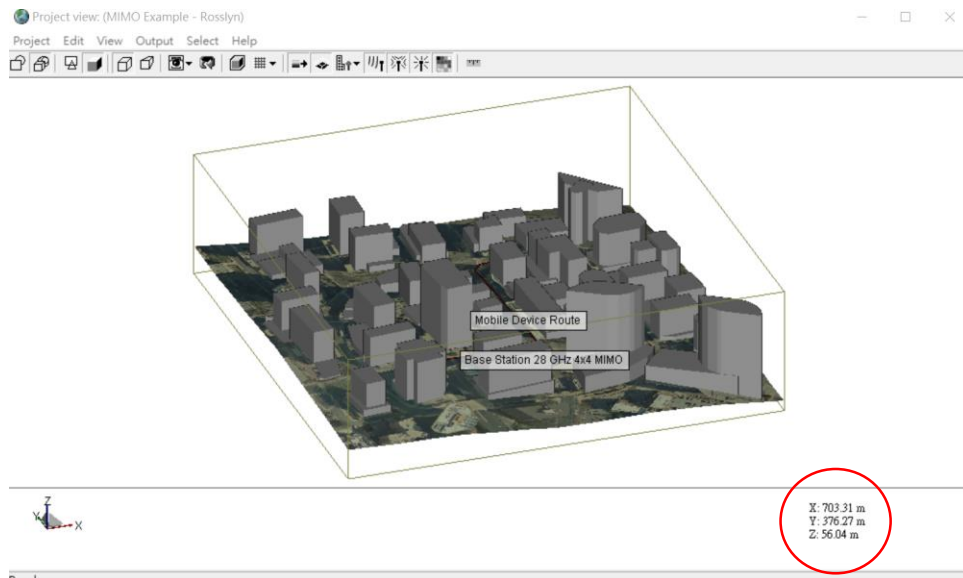 Project view: (MIMO Example - Rosslyn)
Project Edit View Output Select Help
Mobile Device Route
Base Station 28 GHz 4x4 MIMO
Z
Y
X
X: 703.31 m
Y: 376.27 m
Z: 56.04 m